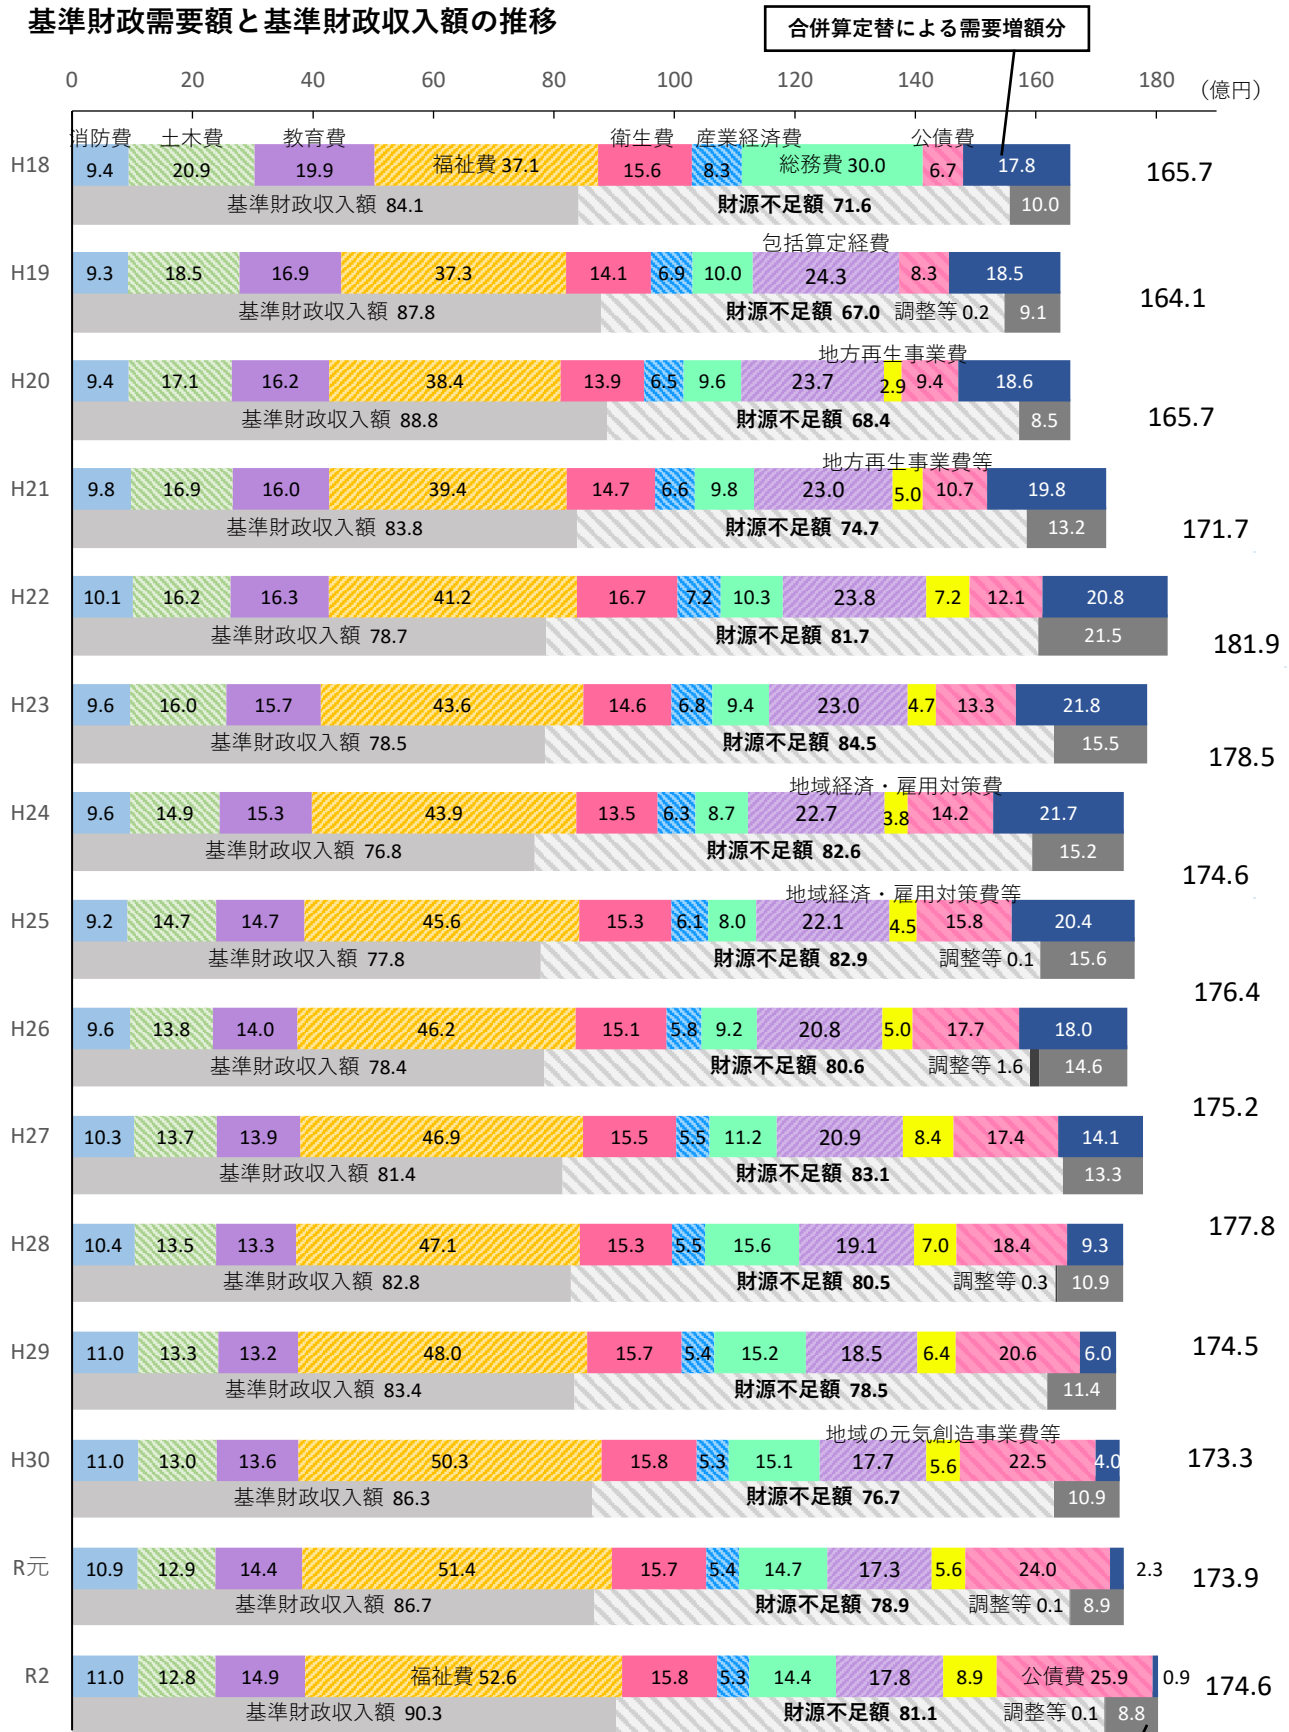 基準財政需要額と基準財政収入額の推移
合併算定替による需要増額分
0 20 40 60 80 100 120 140 160 180 (億円)
消防費 土木費 教育費 衛生費 産業経済費 公債費
H18 9.4 20.9 19.9 福祉費 37.1 15.6 8.3 総務費 30.0 6.7 17.8 165.7
基準財政収入額 84.1 財源不足額 71.6 10.0
包括算定経費
H19 9.3 18.5 16.9 37.3 14.1 6.9 10.0 24.3 8.3 18.5 164.1
基準財政収入額 87.8 財源不足額 67.0 調整等 0.2 9.1
地方再生事業費
H20 9.4 17.1 16.2 38.4 13.9 6.5 9.6 23.7 2.9 9.4 18.6 165.7
基準財政収入額 88.8 財源不足額 68.4 8.5
地方再生事業費等
H21 9.8 16.9 16.0 39.4 14.7 6.6 9.8 23.0 5.0 10.7 19.8
基準財政収入額 83.8 財源不足額 74.7 13.2 171.7
H22 10.1 16.2 16.3 41.2 16.7 7.2 10.3 23.8 7.2 12.1 20.8
基準財政収入額 78.7 財源不足額 81.7 21.5 181.9
H23 9.6 16.0 15.7 43.6 14.6 6.8 9.4 23.0 4.7 13.3 21.8
基準財政収入額 78.5 財源不足額 84.5 15.5 178.5
地域経済・雇用対策費
H24 9.6 14.9 15.3 43.9 13.5 6.3 8.7 22.7 3.8 14.2 21.7
基準財政収入額 76.8 財源不足額 82.6 15.2 174.6
地域経済・雇用対策費等
H25 9.2 14.7 14.7 45.6 15.3 6.1 8.0 22.1 4.5 15.8 20.4
基準財政収入額 77.8 財源不足額 82.9 調整等 0.1 15.6 176.4
H26 9.6 13.8 14.0 46.2 15.1 5.8 9.2 20.8 5.0 17.7 18.0
基準財政収入額 78.4 財源不足額 80.6 調整等 1.6 14.6 175.2
H27 10.3 13.7 13.9 46.9 15.5 5.5 11.2 20.9 8.4 17.4 14.1
基準財政収入額 81.4 財源不足額 83.1 13.3 177.8
H28 10.4 13.5 13.3 47.1 15.3 5.5 15.6 19.1 7.0 18.4 9.3
基準財政収入額 82.8 財源不足額 80.5 調整等 0.3 10.9
H29 11.0 13.3 13.2 48.0 15.7 5.4 15.2 18.5 6.4 20.6 6.0 174.5
基準財政収入額 83.4 財源不足額 78.5 11.4
地域の元気創造事業費等
H30 11.0 13.0 13.6 50.3 15.8 5.3 15.1 17.7 5.6 22.5 4.0 173.3
基準財政収入額 86.3 財源不足額 76.7 10.9
R元 10.9 12.9 14.4 51.4 15.7 5.4 14.7 17.3 5.6 24.0 2.3 173.9
基準財政収入額 86.7 財源不足額 78.9 調整等 0.1 8.9
R2 11.0 12.8 14.9 福祉費 52.6 15.8 5.3 14.4 17.8 8.9 公債費 25.9 0.9 174.6
基準財政収入額 90.3 財源不足額 81.1 調整等 0.1 8.8